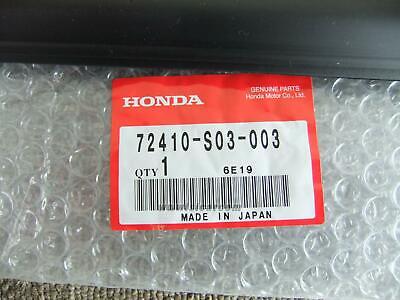 GENUINE PARTS
HONDA Honda Motor Co., Ltd.
72410-S03-003
QTY 1 6E19
MADE IN JAPAN